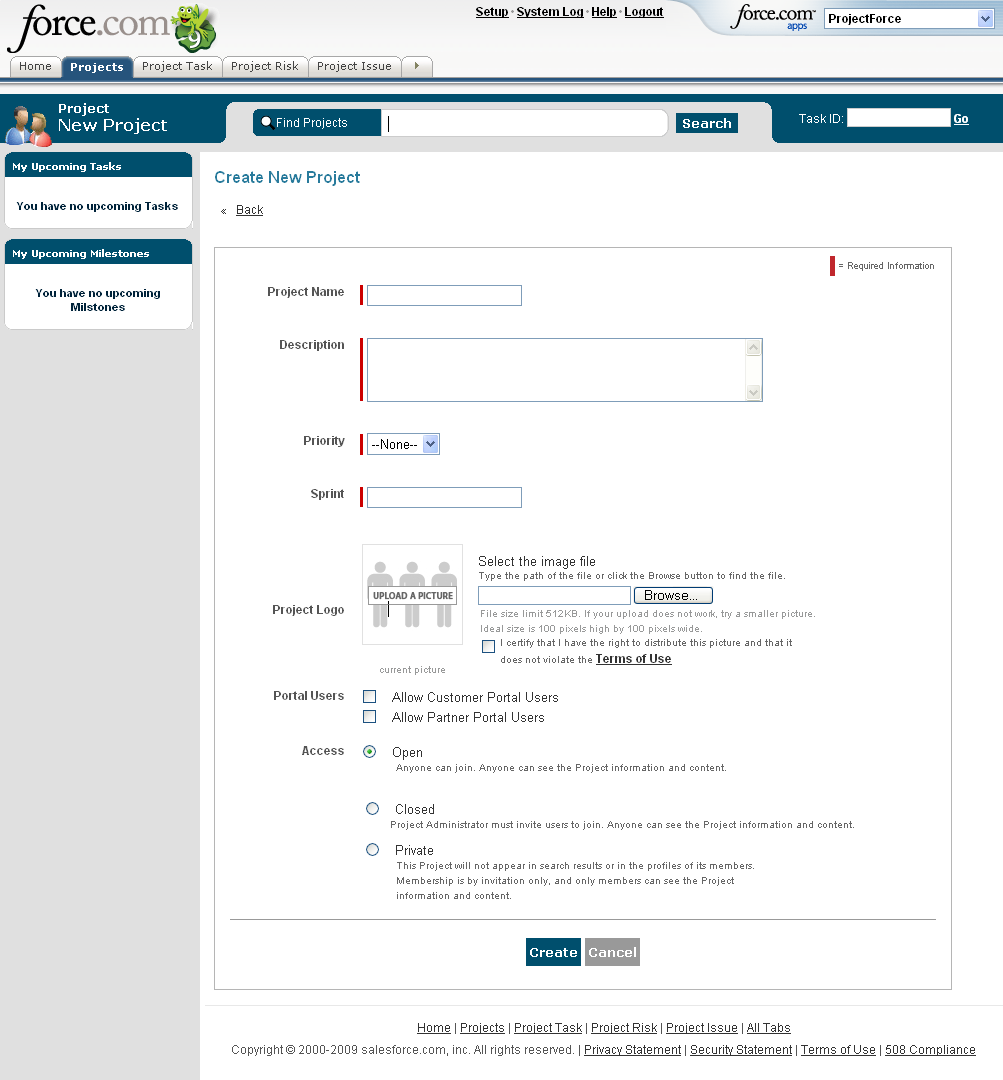 force.com 9
Setup · System Log · Help · Logout
force.com apps
ProjectForce
Home
Projects
Project Task
Project Risk
Project Issue
Project
New Project
Find Projects
Search
Task ID:
Go
My Upcoming Tasks
You have no upcoming Tasks
My Upcoming Milestones
You have no upcoming
Milstones
Create New Project
« Back
= Required Information
Project Name
Description
Priority
--None--
Sprint
Project Logo
UPLOAD A PICTURE
current picture
Select the image file
Type the path of the file or click the Browse button to find the file.
Browse...
File size limit 512KB. If your upload does not work, try a smaller picture.
Ideal size is 100 pixels high by 100 pixels wide.
I certify that I have the right to distribute this picture and that it
does not violate the Terms of Use
Portal Users
Allow Customer Portal Users
Allow Partner Portal Users
Access
Open
Anyone can join. Anyone can see the Project information and content.
Closed
Project Administrator must invite users to join. Anyone can see the Project information and content.
Private
This Project will not appear in search results or in the profiles of its members.
Membership is by invitation only, and only members can see the Project
information and content.
Create
Cancel
Home | Projects | Project Task | Project Risk | Project Issue | All Tabs
Copyright © 2000-2009 salesforce.com, inc. All rights reserved. | Privacy Statement | Security Statement | Terms of Use | 508 Compliance